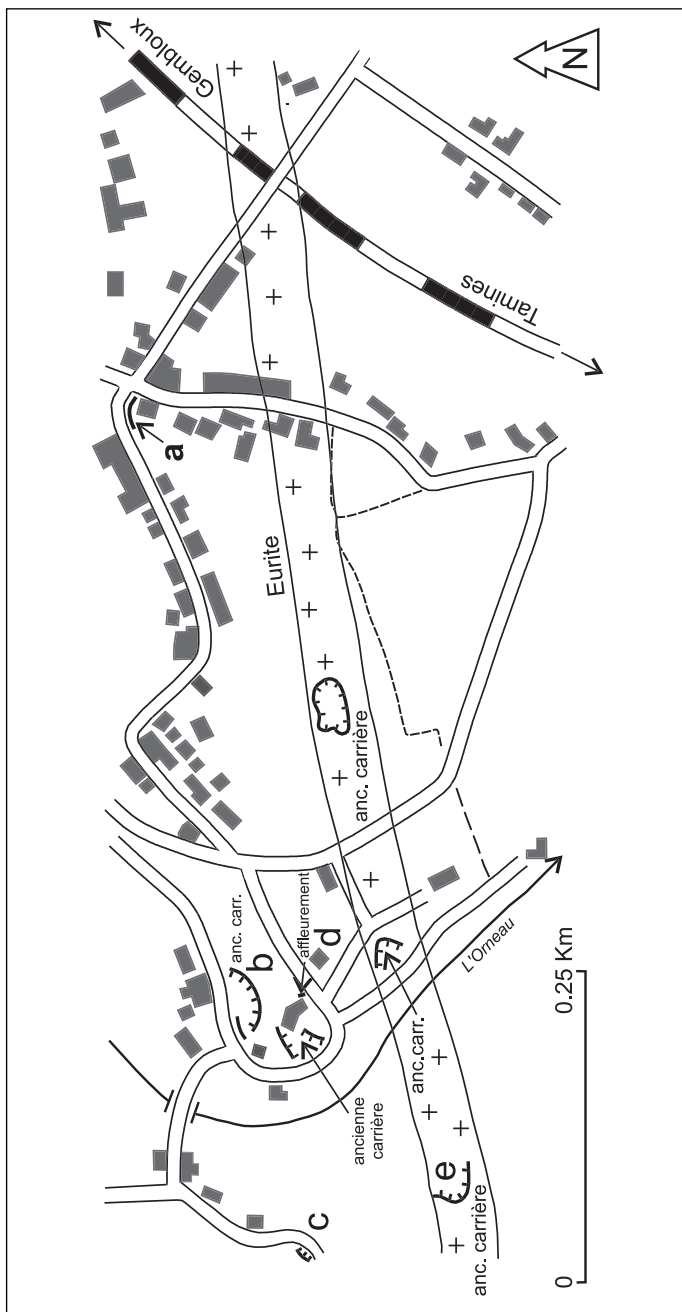 Gembloux
N
Tamines
a
Eurite
anc. carrière
anc. carr.
b
affleurement
d
L'Orneau
anc.carr.
ancienne
carrière
c
e
anc. carrière
0
0.25 Km